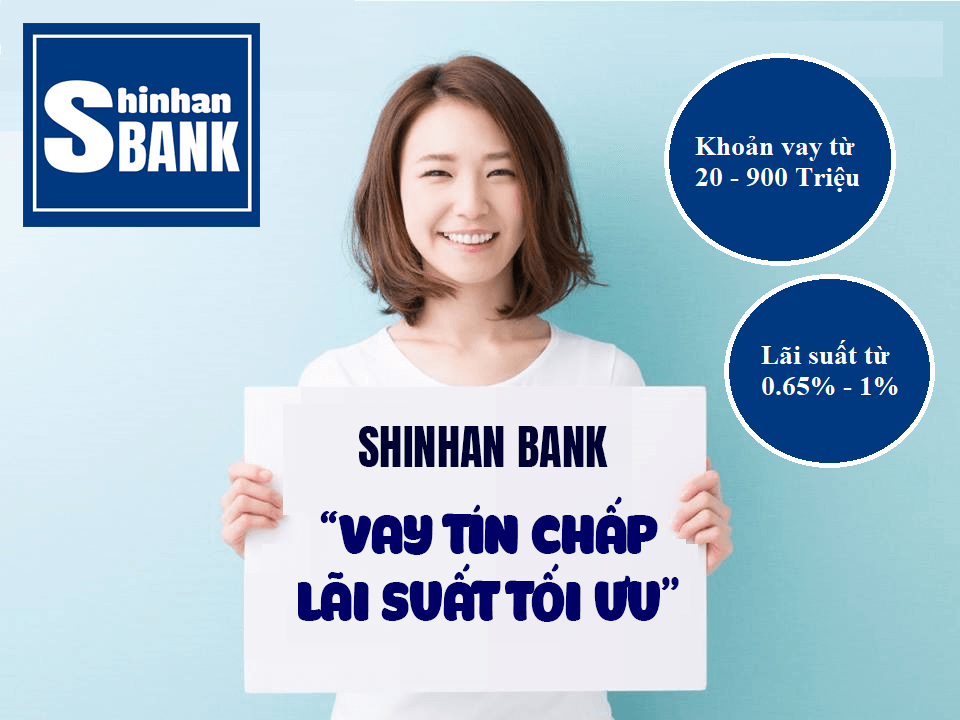 Shinhan
BANK
Khoản vay từ
20 - 900 Triệu
Lãi suất từ
0.65% - 1%
SHINHAN BANK
“VAY TÍN CHẤP
LÃI SUẤT TỐI ƯU”